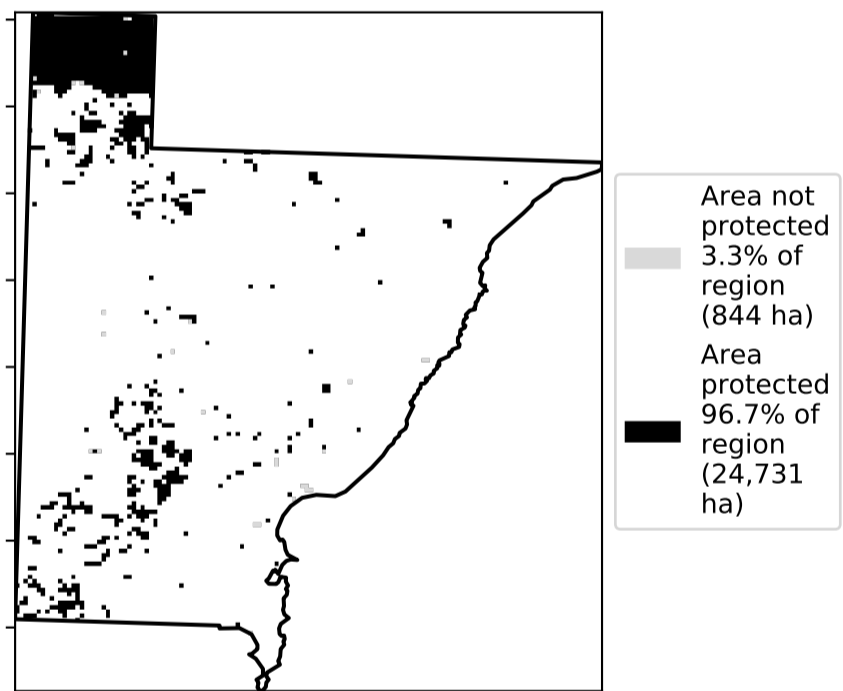 Area not
protected
3.3% of
region
(844 ha)
Area
protected
96.7% of
region
(24,731
ha)